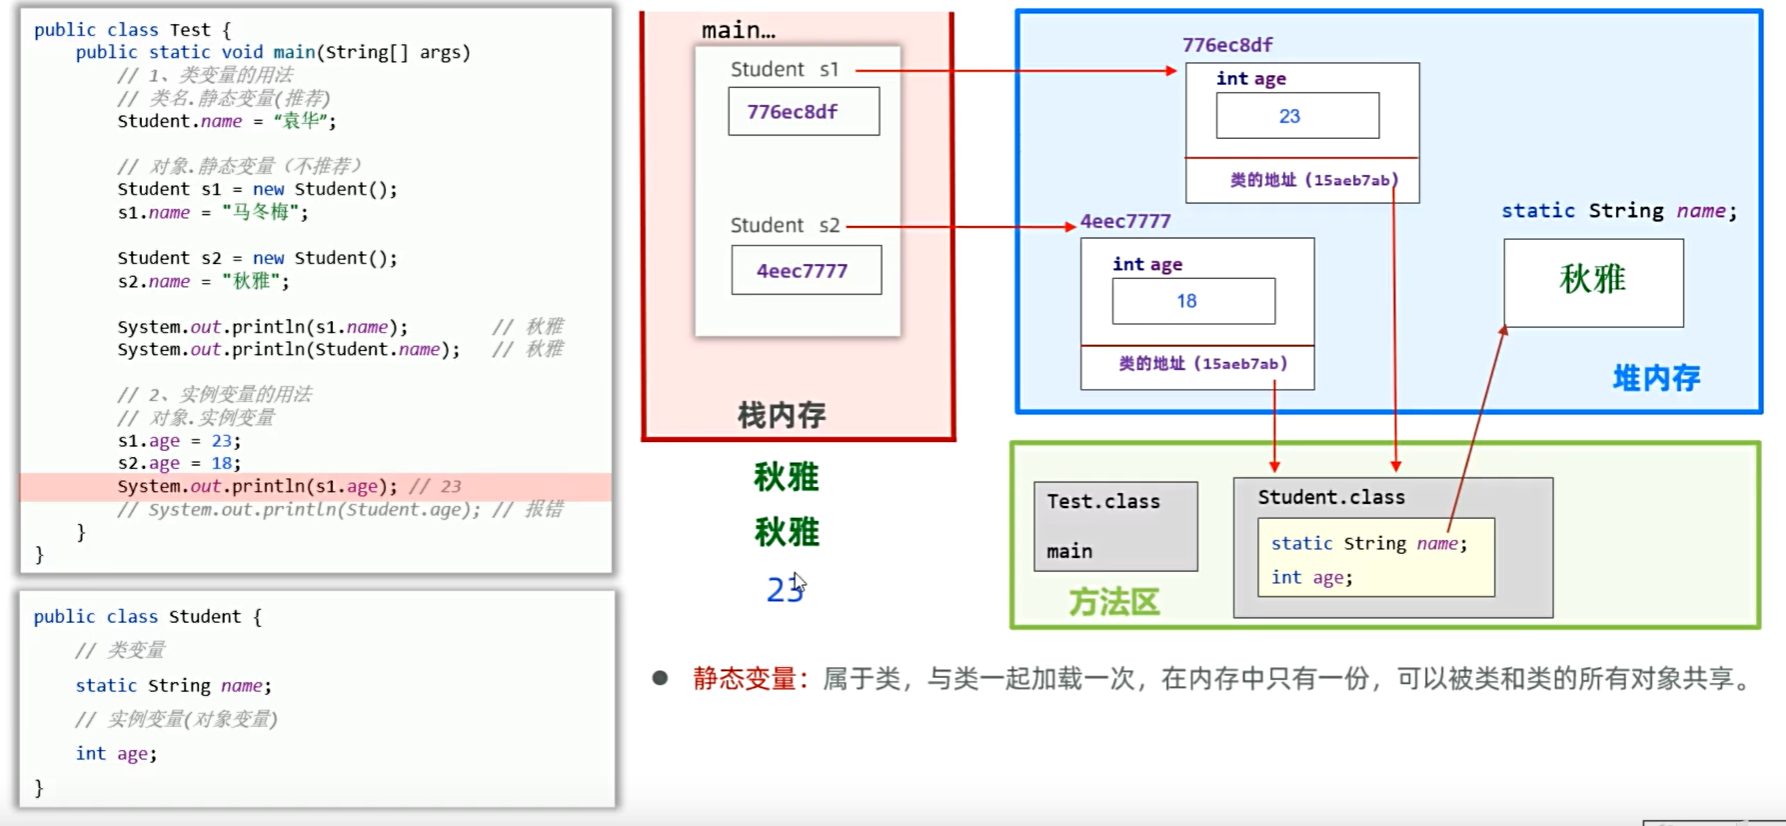 public class Test {
public static void main(String[] args)
// 1、类变量的用法
// 类名.静态变量(推荐)
Student.name = “袁华”;
// 对象.静态变量（不推荐）
Student s1 = new Student();
s1.name = "马冬梅";
Student s2 = new Student();
s2.name = "秋雅";
System.out.println(s1.name); // 秋雅
System.out.println(Student.name); // 秋雅
// 2、实例变量的用法
// 对象.实例变量
s1.age = 23;
s2.age = 18;
System.out.println(s1.age); // 23
// System.out.println(Student.age); // 报错
}
}
public class Student {
// 类变量
static String name;
// 实例变量(对象变量)
int age;
}
main…
Student s1
776ec8df
Student s2
4eec7777
栈内存
秋雅
秋雅
23
776ec8df
int age
23
类的地址（15aeb7ab）
4eec7777
int age
18
类的地址（15aeb7ab）
static String name;
秋雅
堆内存
Test.class
main
方法区
Student.class
static String name;
int age;
● 静态变量：属于类，与类一起加载一次，在内存中只有一份，可以被类和类的所有对象共享。